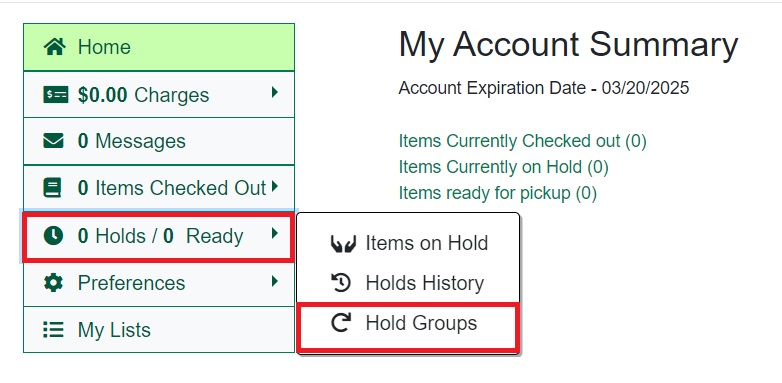 Home
$0.00 Charges
0 Messages
0 Items Checked Out
0 Holds / 0 Ready
Preferences
My Lists
Items on Hold
Holds History
Hold Groups
My Account Summary
Account Expiration Date - 03/20/2025
Items Currently Checked out (0)
Items Currently on Hold (0)
Items ready for pickup (0)